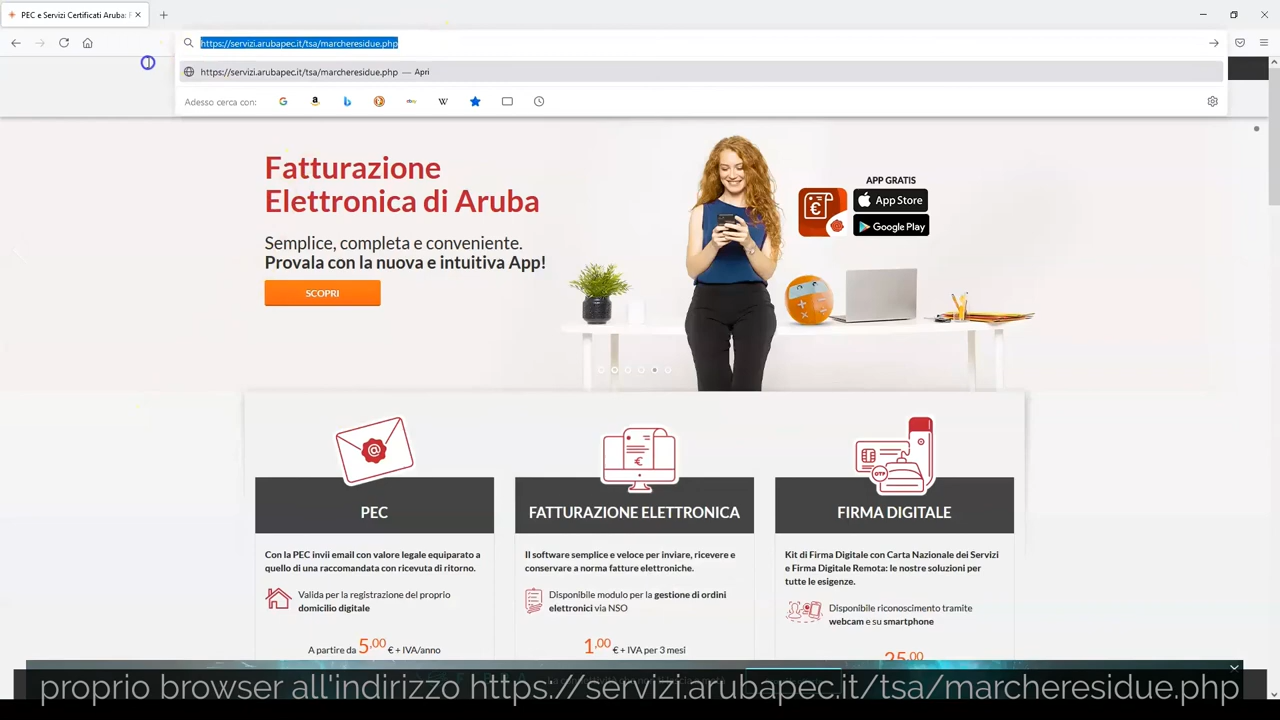 PEC e Servizi Certificati Aruba: F
https://servizi.arubapec.it/tsa/marcheresidue.php
https://servizi.arubapec.it/tsa/marcheresidue.php — Apri
Adesso cerca con:
Fatturazione
Elettronica di Aruba
Semplice, completa e conveniente.
Provala con la nuova e intuitiva App!
SCOPRI
APP GRATIS
App Store
Google Play
PEC
Con la PEC invii email con valore legale equiparato a
quello di una raccomandata con ricevuta di ritorno.
Valida per la registrazione del proprio
domicilio digitale
A partire da 5,00 € + IVA/anno
FATTURAZIONE ELETTRONICA
Il software semplice e veloce per inviare, ricevere e
conservare a norma fatture elettroniche.
Disponibile modulo per la gestione di ordini
elettronici via NSO
1,00 € + IVA per 3 mesi
FIRMA DIGITALE
Kit di Firma Digitale con Carta Nazionale dei Servizi
e Firma Digitale Remota: le nostre soluzioni per
tutte le esigenze.
Disponibile riconoscimento tramite
webcam e su smartphone
25,00
proprio browser all'indirizzo https://servizi.arubapec.it/tsa/marcheresidue.php